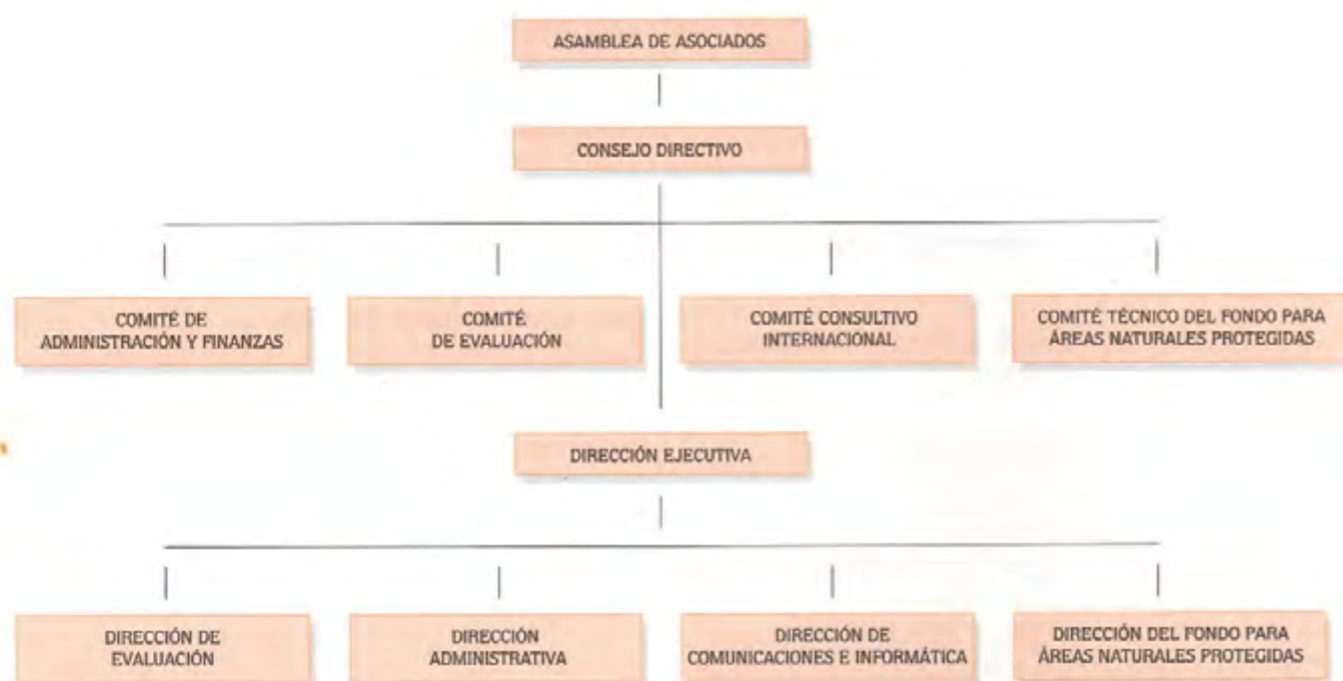 ASAMBLEA DE ASOCIADOS
CONSEJO DIRECTIVO
COMITÉ DE
ADMINISTRACIÓN Y FINANZAS
COMITÉ
DE EVALUACIÓN
COMITÉ CONSULTIVO
INTERNACIONAL
COMITÉ TÉCNICO DEL FONDO PARA
ÁREAS NATURALES PROTEGIDAS
DIRECCIÓN EJECUTIVA
DIRECCIÓN DE
EVALUACIÓN
DIRECCIÓN
ADMINISTRATIVA
DIRECCIÓN DE
COMUNICACIONES E INFORMÁTICA
DIRECCIÓN DEL FONDO PARA
ÁREAS NATURALES PROTEGIDAS